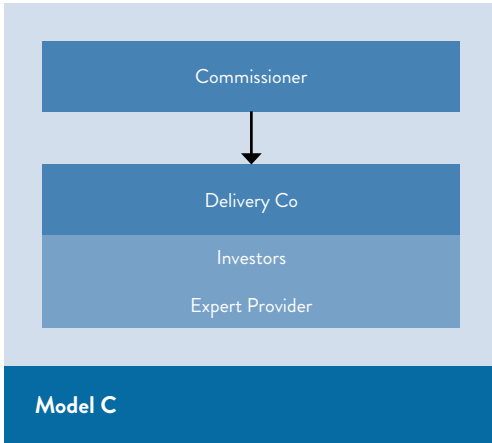 Commissioner
Delivery Co
Investors
Expert Provider
Model C